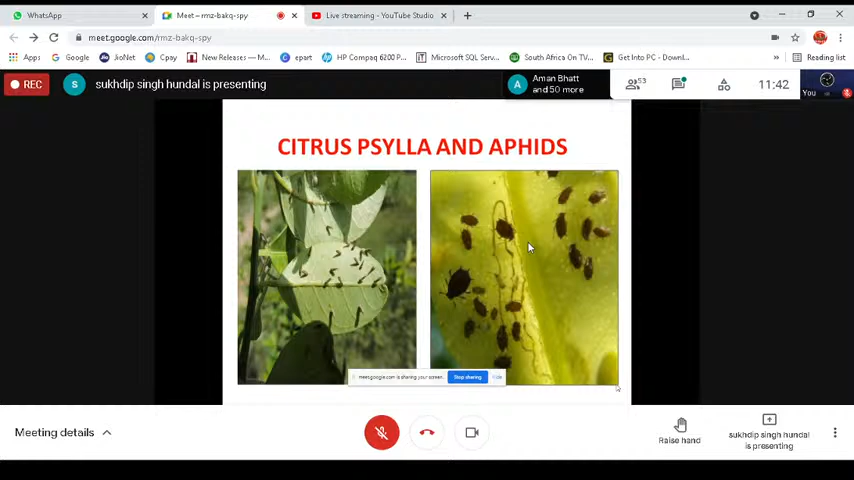 WhatsApp
Meet – rmz-bakq-spy
Live streaming - YouTube Studio
meet.google.com/rmz-bakq-spy
Apps
Google
JioNet
Cpay
New Releases — M...
epart
HP Compaq 6200 P...
Microsoft SQL Serv...
South Africa On TV...
Get Into PC - Downl...
Reading list
REC
S
sukhdip singh hundal is presenting
A
Aman Bhatt
and 50 more
53
11:42
You
CITRUS PSYLLA AND APHIDS
meet.google.com is sharing your screen.
Stop sharing
Hide
Meeting details
Raise hand
sukhdip singh hundal
is presenting